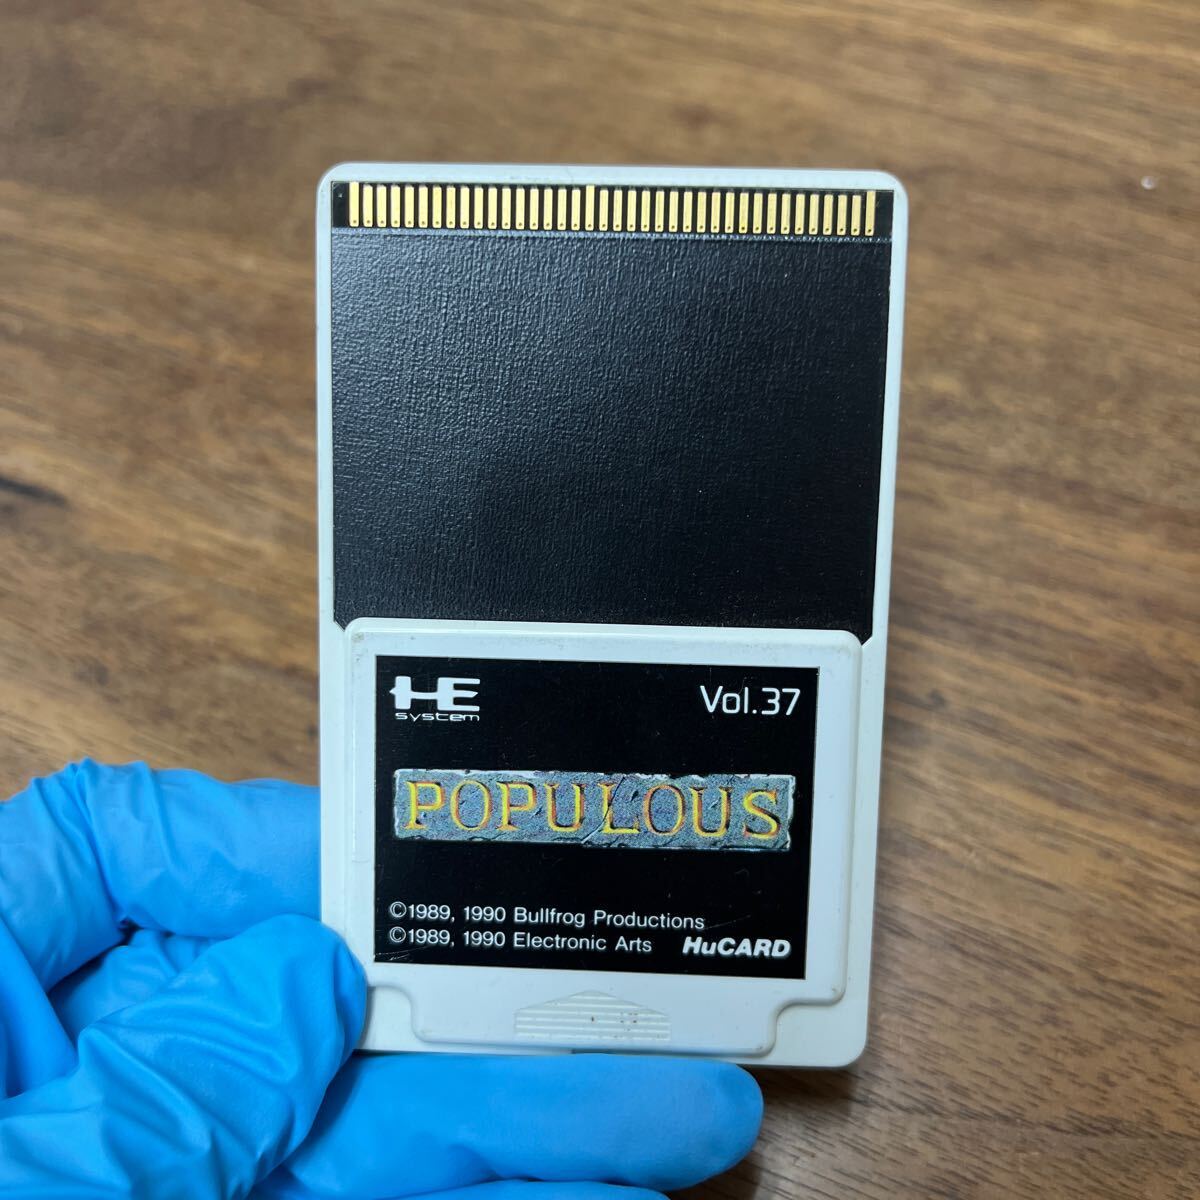 HE system
Vol.37
POPULOUS
©1989, 1990 Bullfrog Productions
©1989, 1990 Electronic Arts
HuCARD